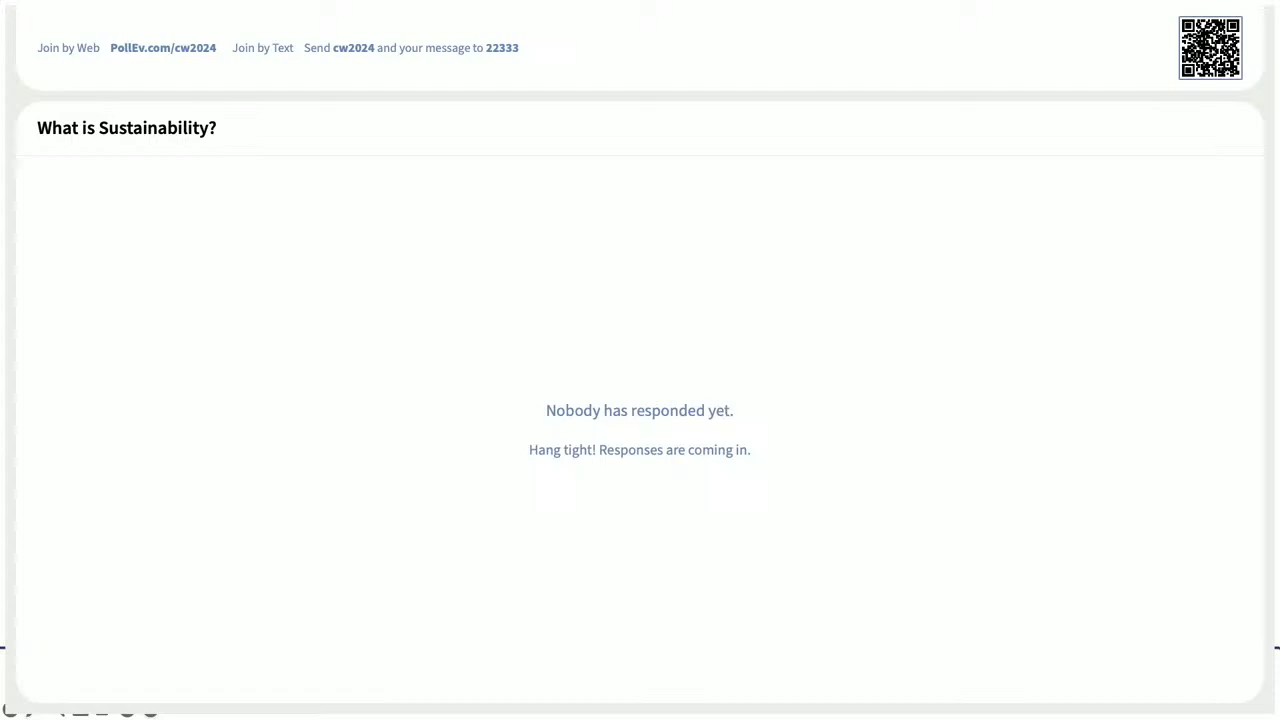 Join by Web PollEv.com/cw2024 Join by Text Send cw2024 and your message to 22333
What is Sustainability?
Nobody has responded yet.
Hang tight! Responses are coming in.